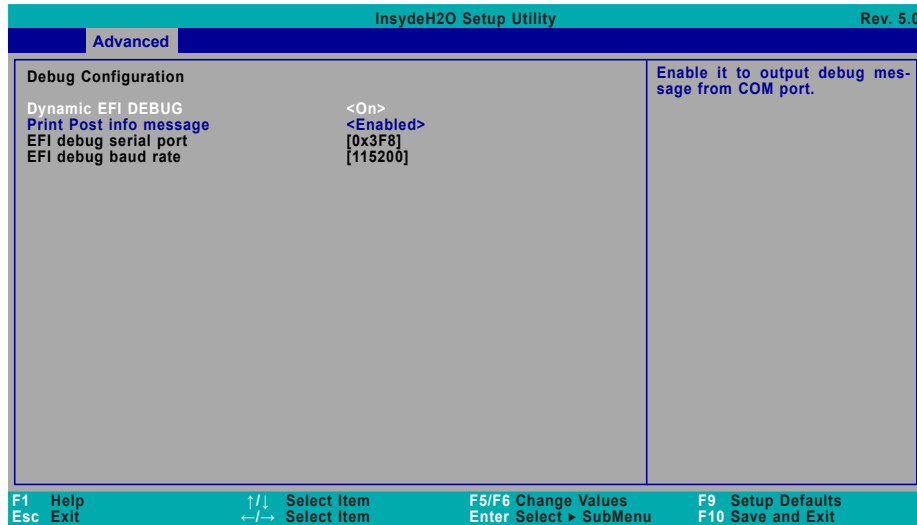 InsydeH2O Setup Utility Rev. 5.0
Advanced
Debug Configuration
Dynamic EFI DEBUG <On>
Print Post info message <Enabled>
EFI debug serial port [0x3F8]
EFI debug baud rate [115200]
Enable it to output debug mes-
sage from COM port.
F1 Help ↑/↓ Select Item F5/F6 Change Values F9 Setup Defaults
Esc Exit ←/→ Select Item Enter Select ▸ SubMenu F10 Save and Exit